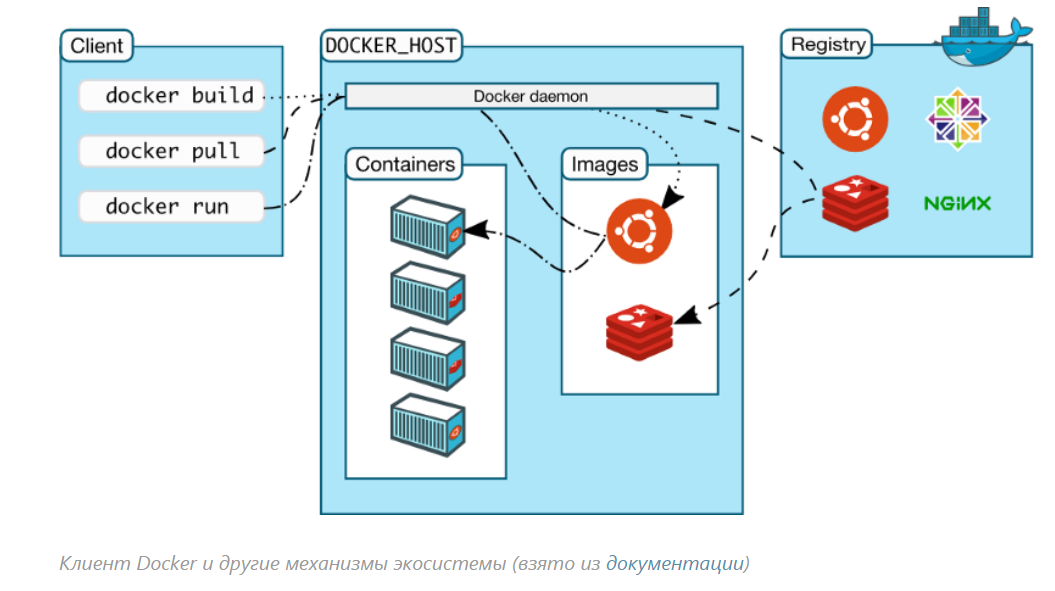 Client
docker build
docker pull
docker run
DOCKER_HOST
Docker daemon
Containers
Images
Registry
NGINX
Клиент Docker и другие механизмы экосистемы (взято из документации)